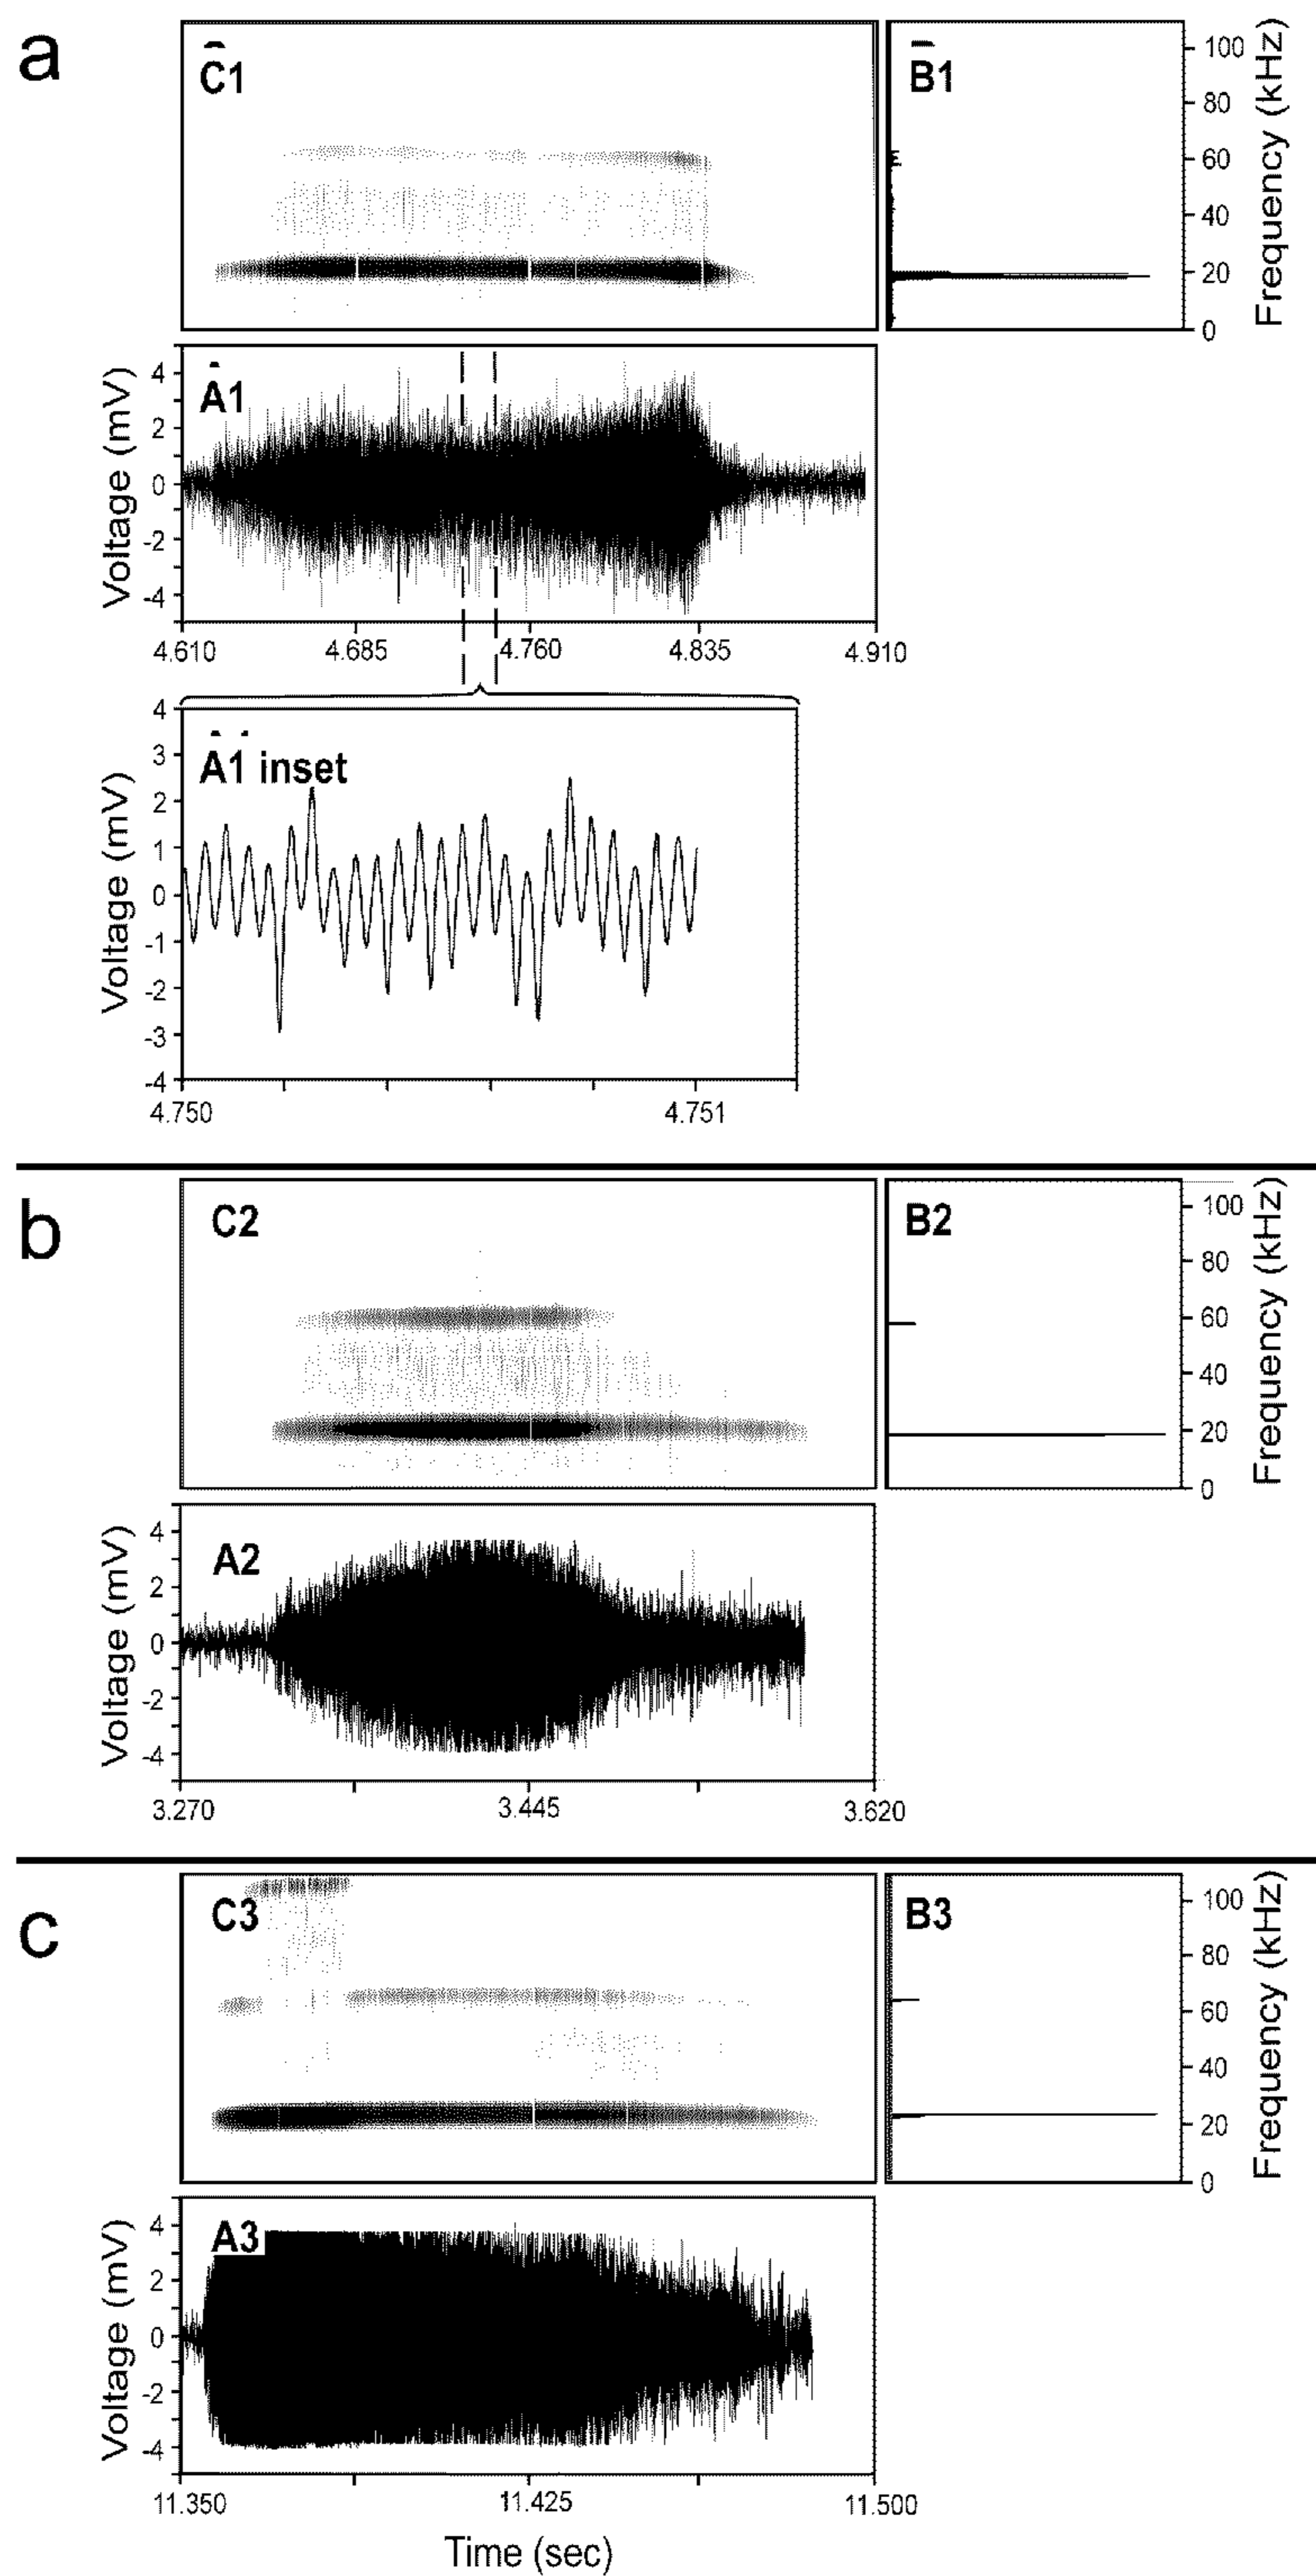 a
C1
B1
100
80
60
40
20
0
Frequency (kHz)
A1
Voltage (mV)
4
2
0
-2
-4
4.610 4.685 4.760 4.835 4.910
A1 inset
Voltage (mV)
4
3
2
1
0
-1
-2
-3
-4
4.750 4.751
b
C2
B2
100
80
60
40
20
0
Frequency (kHz)
A2
Voltage (mV)
4
2
0
-2
-4
3.270 3.445 3.620
c
C3
B3
100
80
60
40
20
0
Frequency (kHz)
A3
Voltage (mV)
4
2
0
-2
-4
11.350 11.425 11.500
Time (sec)